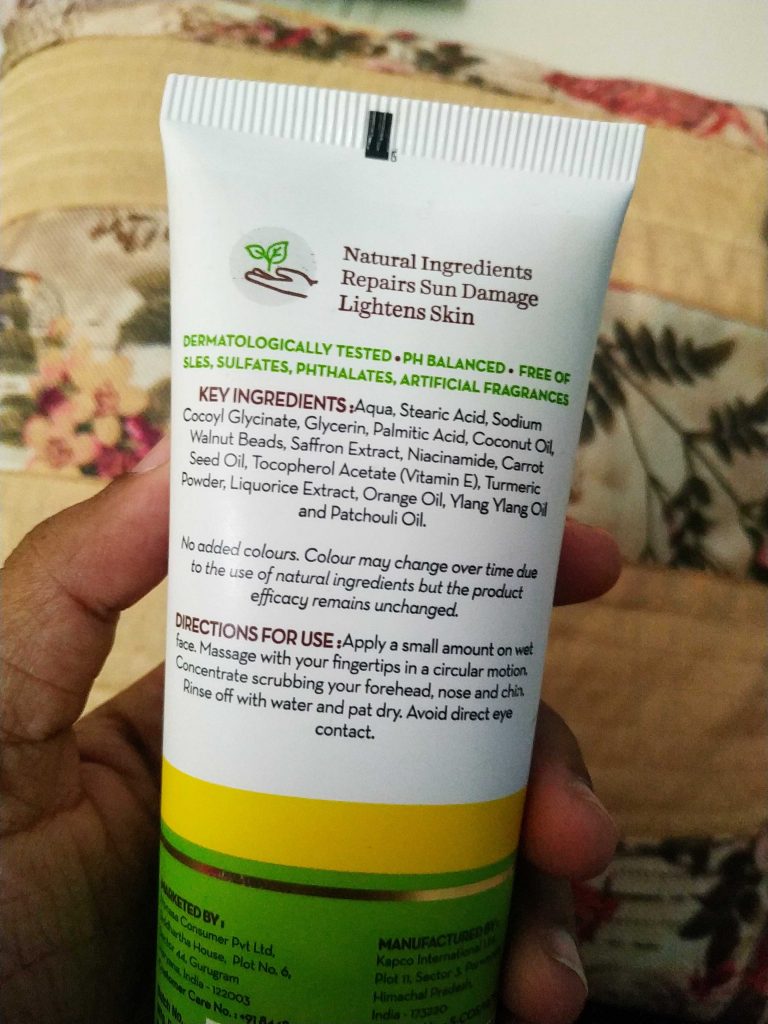 Natural Ingredients
Repairs Sun Damage
Lightens Skin
DERMATOLOGICALLY TESTED • PH BALANCED • FREE OF
SLES, SULFATES, PHTHALATES, ARTIFICIAL FRAGRANCES
KEY INGREDIENTS: Aqua, Stearic Acid, Sodium
Cocoyl Glycinate, Glycerin, Palmitic Acid, Coconut Oil,
Walnut Beads, Saffron Extract, Niacinamide, Carrot
Seed Oil, Tocopherol Acetate (Vitamin E), Turmeric
Powder, Liquorice Extract, Orange Oil, Ylang Ylang Oil
and Patchouli Oil.
No added colours. Colour may change over time due
to the use of natural ingredients but the product
efficacy remains unchanged.
DIRECTIONS FOR USE: Apply a small amount on wet
face. Massage with your fingertips in a circular motion.
Concentrate scrubbing your forehead, nose and chin.
Rinse off with water and pat dry. Avoid direct eye
contact.
MARKETED BY:
Consumer Pvt Ltd,
House, Plot No. 6,
44, Gurugram
India - 122003
Customer Care No. : +91
MANUFACTURED BY:
Kapco International
Plot 11, Sector 3,
Himachal Pradesh,
India - 173220